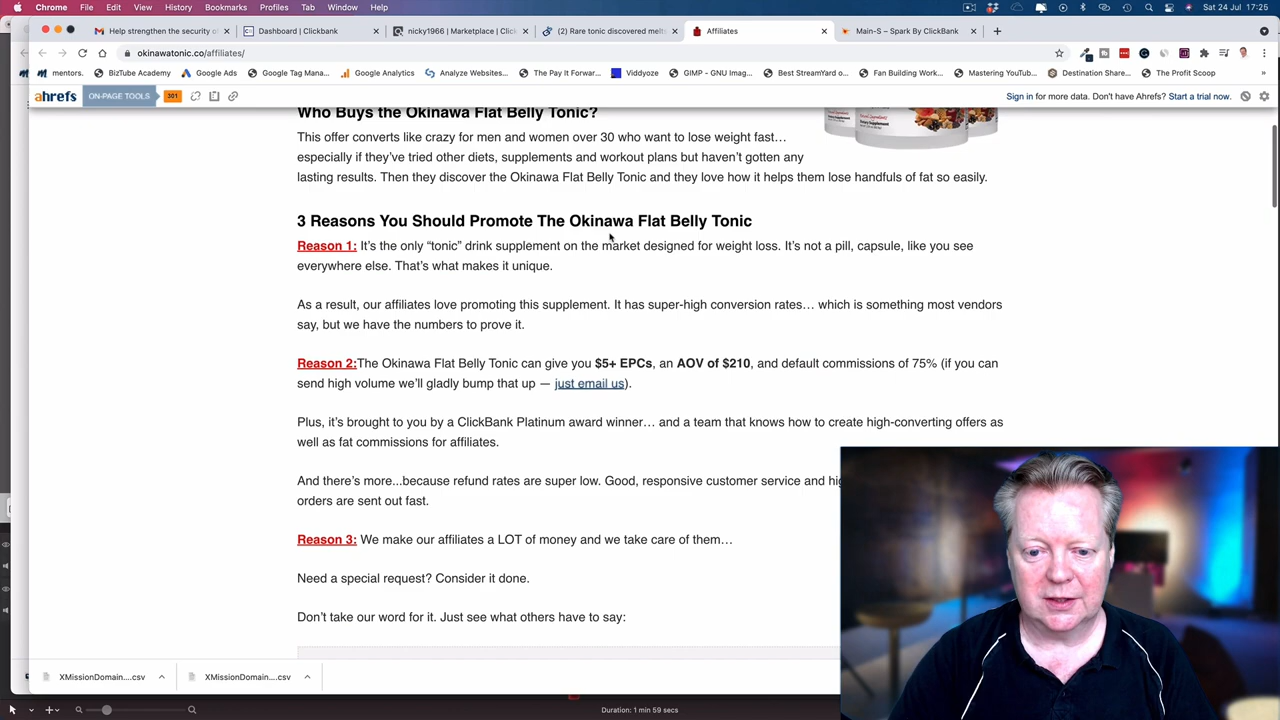 Chrome File Edit View History Bookmarks Profiles Tab Window Help Sat 24 Jul 17:25
Help strengthen the security o
Dashboard | Clickbank
nicky1966 | Marketplace | Clic
(2) Rare tonic discovered melt
Affiliates
Main-S – Spark By ClickBank
okinawatonic.co/affiliates/
mentors. BizTube Academy Google Ads Google Tag Mana... Google Analytics Analyze Websites... The Pay It Forwar... Viddyoze GIMP - GNU Imag... Best StreamYard o... Fan Building Work... Mastering YouTub... Destination Share... The Profit Scoop »
ahrefs ON-PAGE TOOLS 301 Sign in for more data. Don't have Ahrefs? Start a trial now.
Who Buys the Okinawa Flat Belly Tonic?
This offer converts like crazy for men and women over 30 who want to lose weight fast…
especially if they've tried other diets, supplements and workout plans but haven't gotten any
lasting results. Then they discover the Okinawa Flat Belly Tonic and they love how it helps them lose handfuls of fat so easily.
3 Reasons You Should Promote The Okinawa Flat Belly Tonic
Reason 1: It's the only “tonic” drink supplement on the market designed for weight loss. It's not a pill, capsule, like you see
everywhere else. That's what makes it unique.
As a result, our affiliates love promoting this supplement. It has super-high conversion rates… which is something most vendors
say, but we have the numbers to prove it.
Reason 2:The Okinawa Flat Belly Tonic can give you $5+ EPCs, an AOV of $210, and default commissions of 75% (if you can
send high volume we'll gladly bump that up — just email us).
Plus, it's brought to you by a ClickBank Platinum award winner… and a team that knows how to create high-converting offers as
well as fat commissions for affiliates.
And there's more...because refund rates are super low. Good, responsive customer service and hig
orders are sent out fast.
Reason 3: We make our affiliates a LOT of money and we take care of them…
Need a special request? Consider it done.
Don't take our word for it. Just see what others have to say:
XMissionDomain....csv
XMissionDomain....csv
Duration: 1 min 59 secs